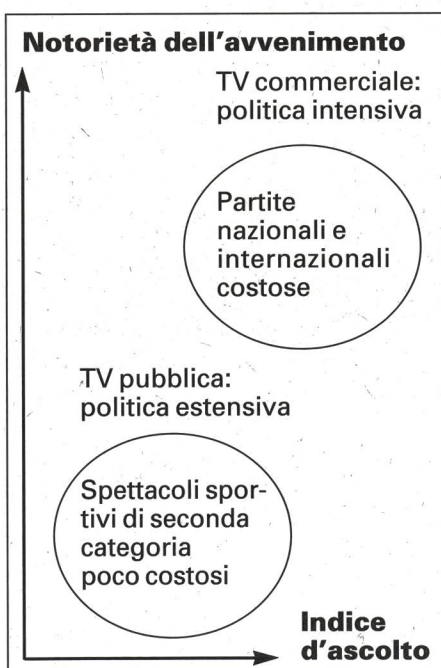 Notorietà dell'avvenimento
TV commerciale:
politica intensiva
Partite
nazionali e
internazionali
costose
TV pubblica:
politica estensiva
Spettacoli spor-
tivi di seconda
categoria
poco costosi
Indice
d'ascolto